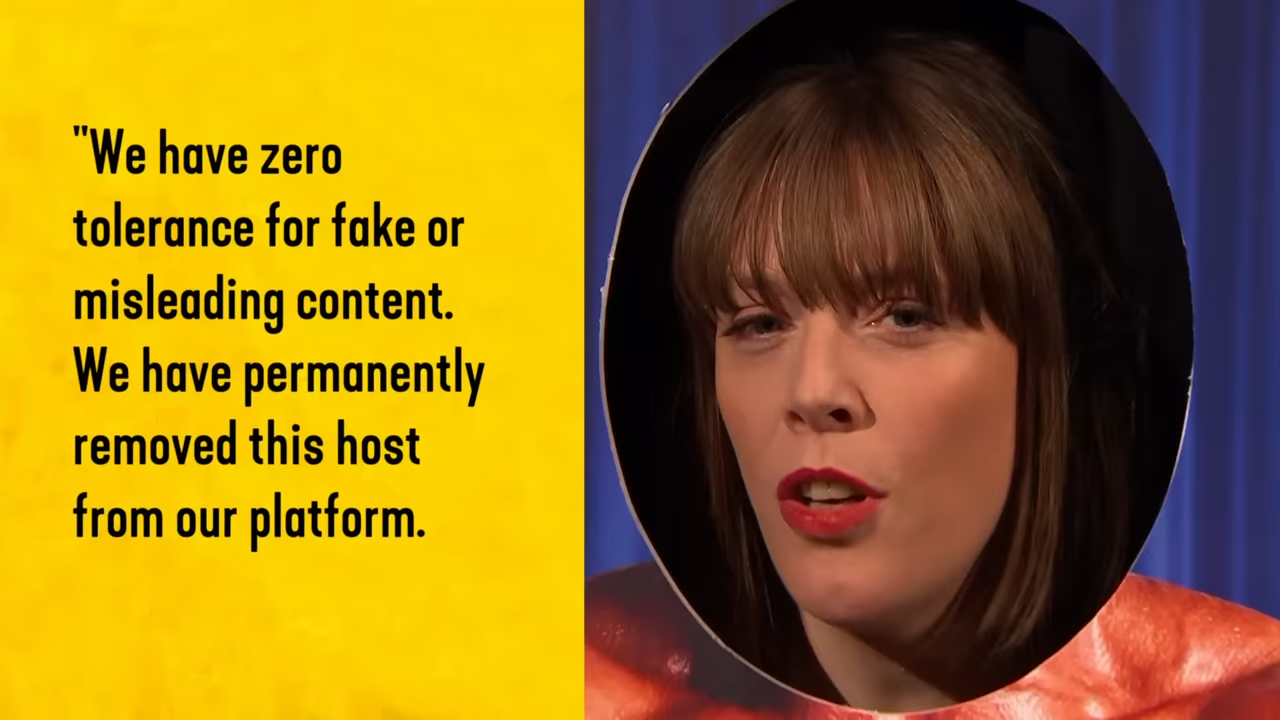 "We have zero
tolerance for fake or
misleading content.
We have permanently
removed this host
from our platform.